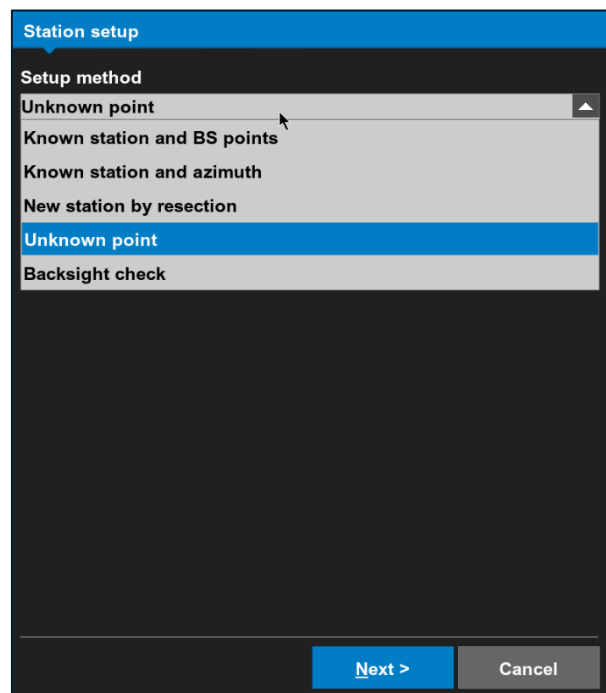 Station setup
Setup method
Unknown point
Known station and BS points
Known station and azimuth
New station by resection
Unknown point
Backsight check
Next >
Cancel